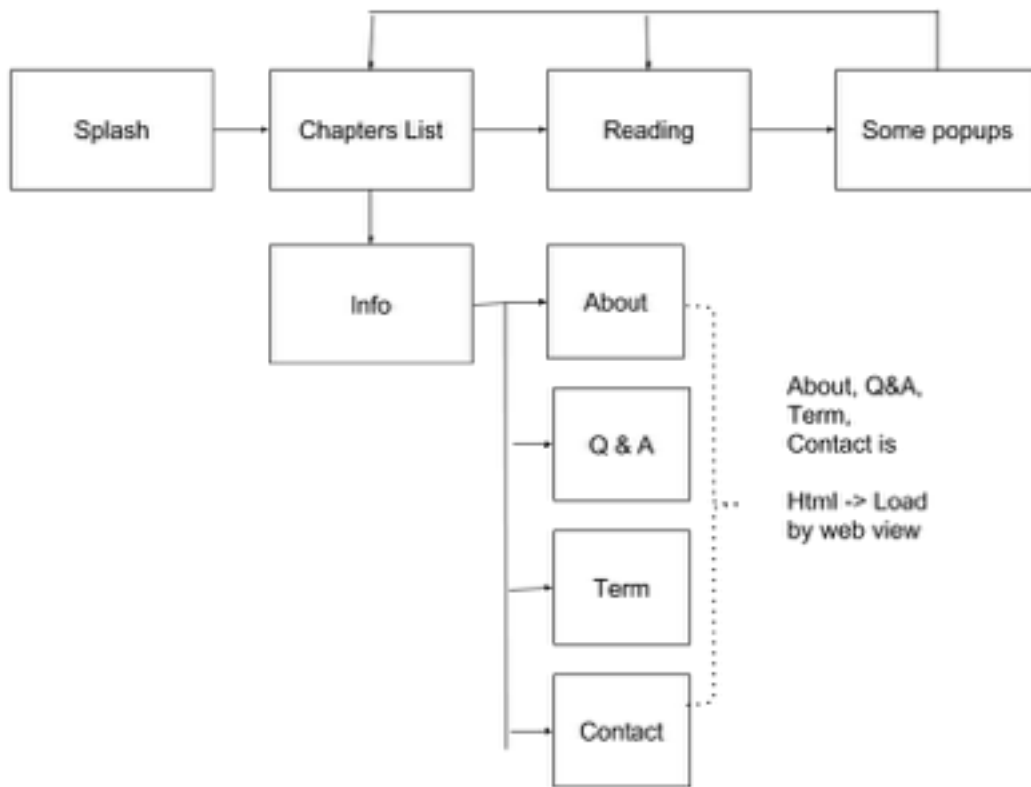 Splash
Chapters List
Reading
Some popups
Info
About
Q & A
Term
Contact
About, Q&A,
Term,
Contact is
Html -> Load
by web view